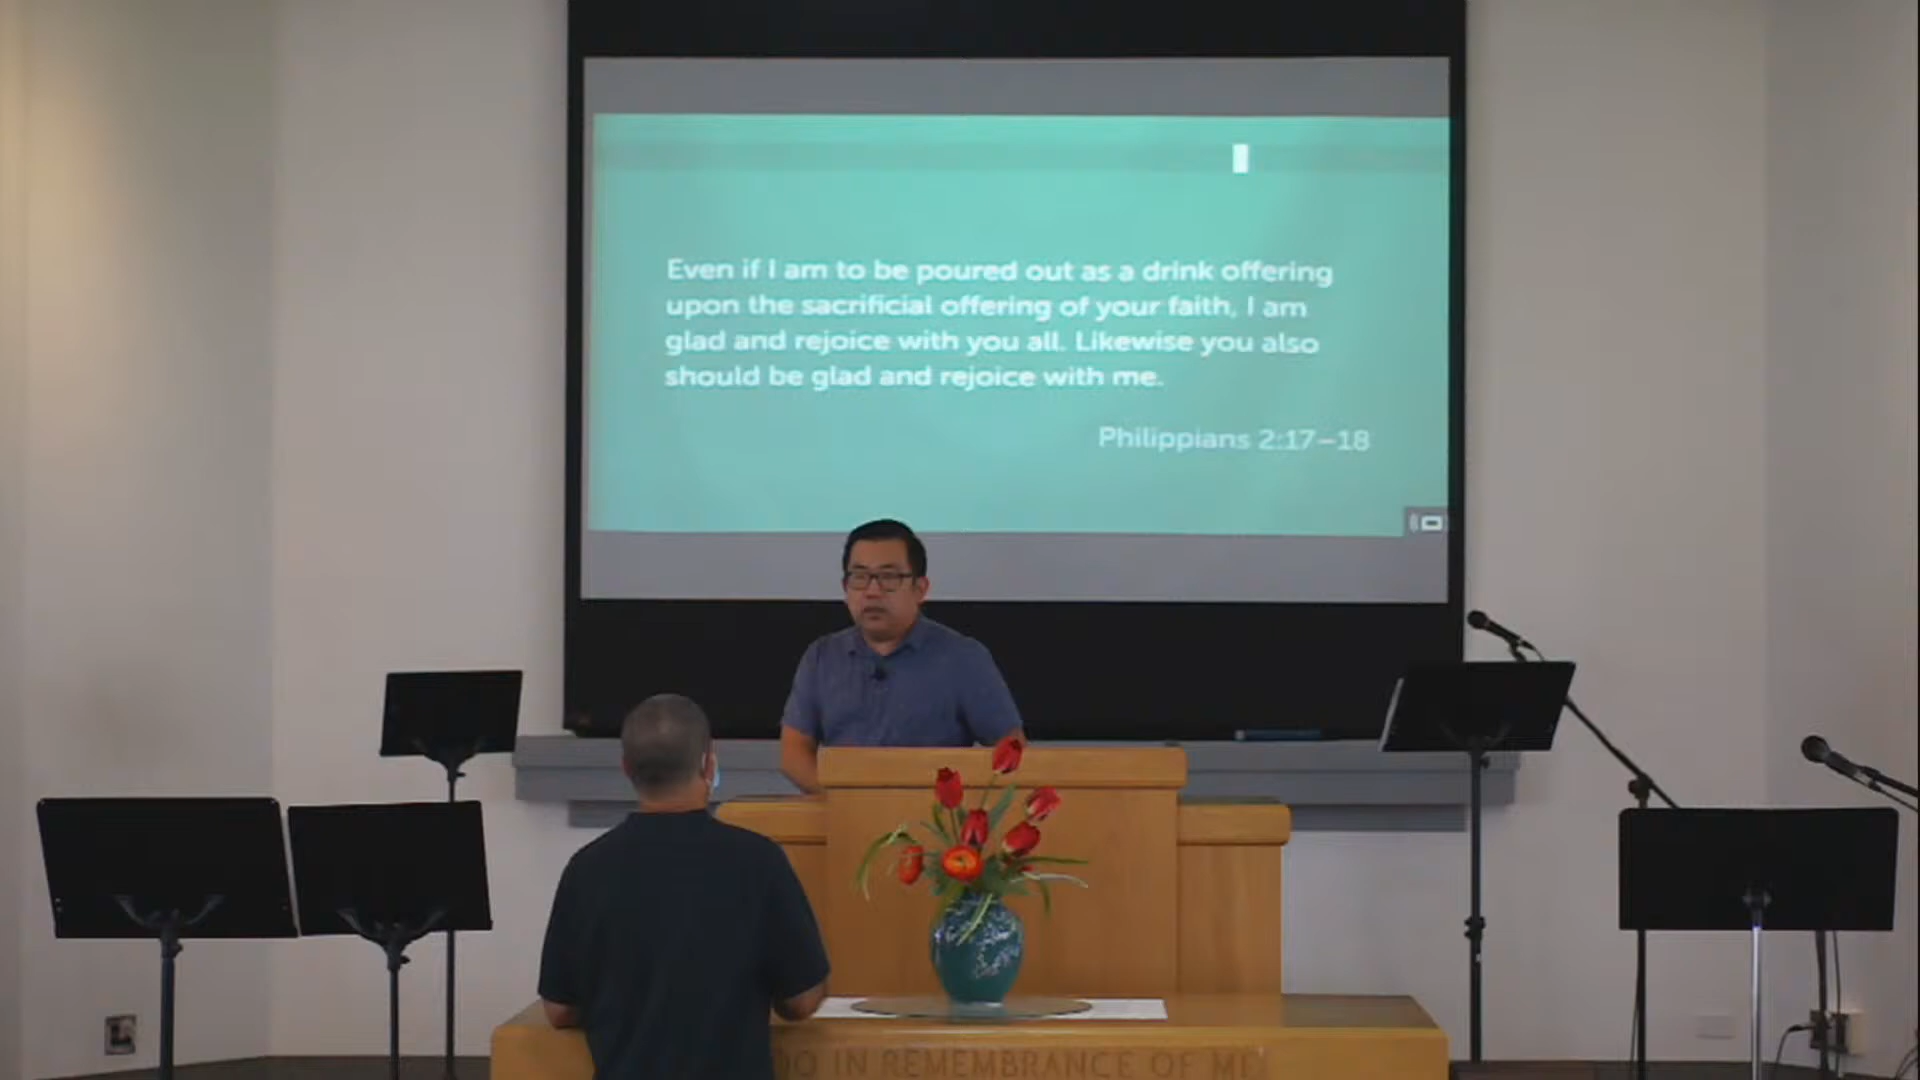 Even if I am to be poured out as a drink offering
upon the sacrificial offering of your faith, I am
glad and rejoice with you all. Likewise you also
should be glad and rejoice with me.
Philippians 2:17–18
DO IN REMEMBRANCE OF ME